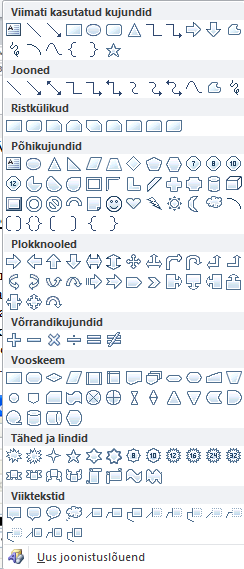 Viimati kasutatud kujundid
Jooned
Ristkülikud
Põhikujundid
Plokknooled
Võrrandikujundid
Vooskeem
Tähed ja lindid
Viiktekstid
Uus joonistuslõuend